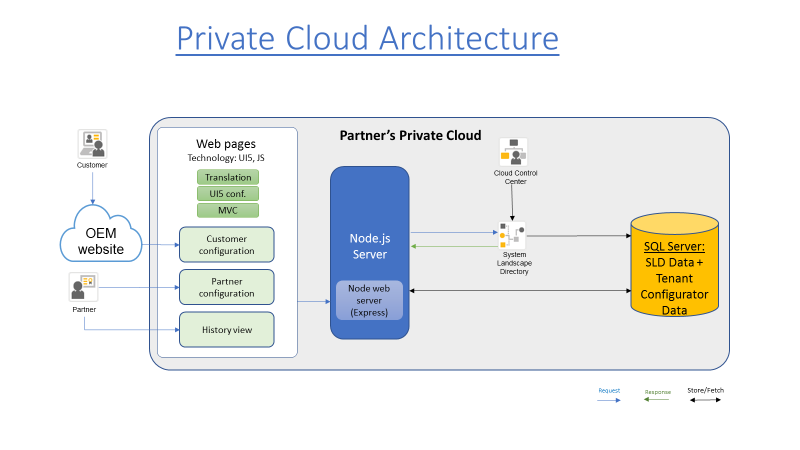 Private Cloud Architecture
Partner's Private Cloud
Customer
OEM
website
Partner
Web pages
Technology: UI5, JS
Translation
UI5 conf.
MVC
Customer
configuration
Partner
configuration
History view
Node.js
Server
Node web
server
(Express)
Cloud Control
Center
System
Landscape
Directory
SQL Server:
SLD Data +
Tenant
Configurator
Data
Request
Response
Store/Fetch